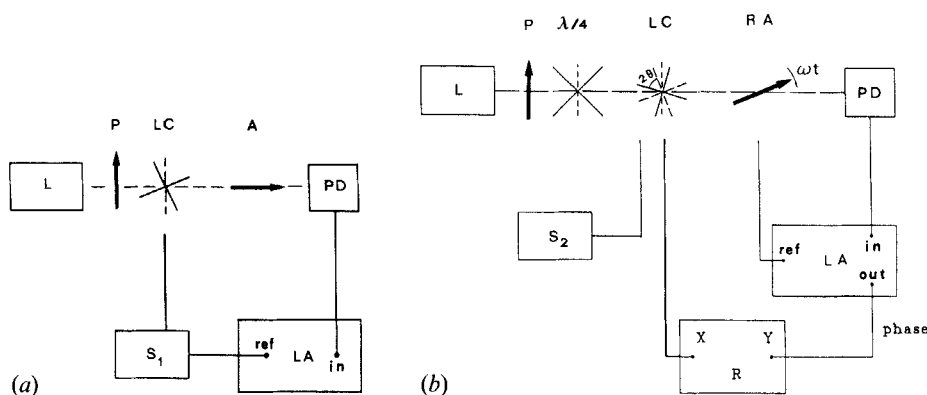 P LC A
L PD
S1 ref LA in
(a)
P λ/4 LC RA
L 2θ ωt PD
S2 ref LA in
out
phase
X Y
R
(b)